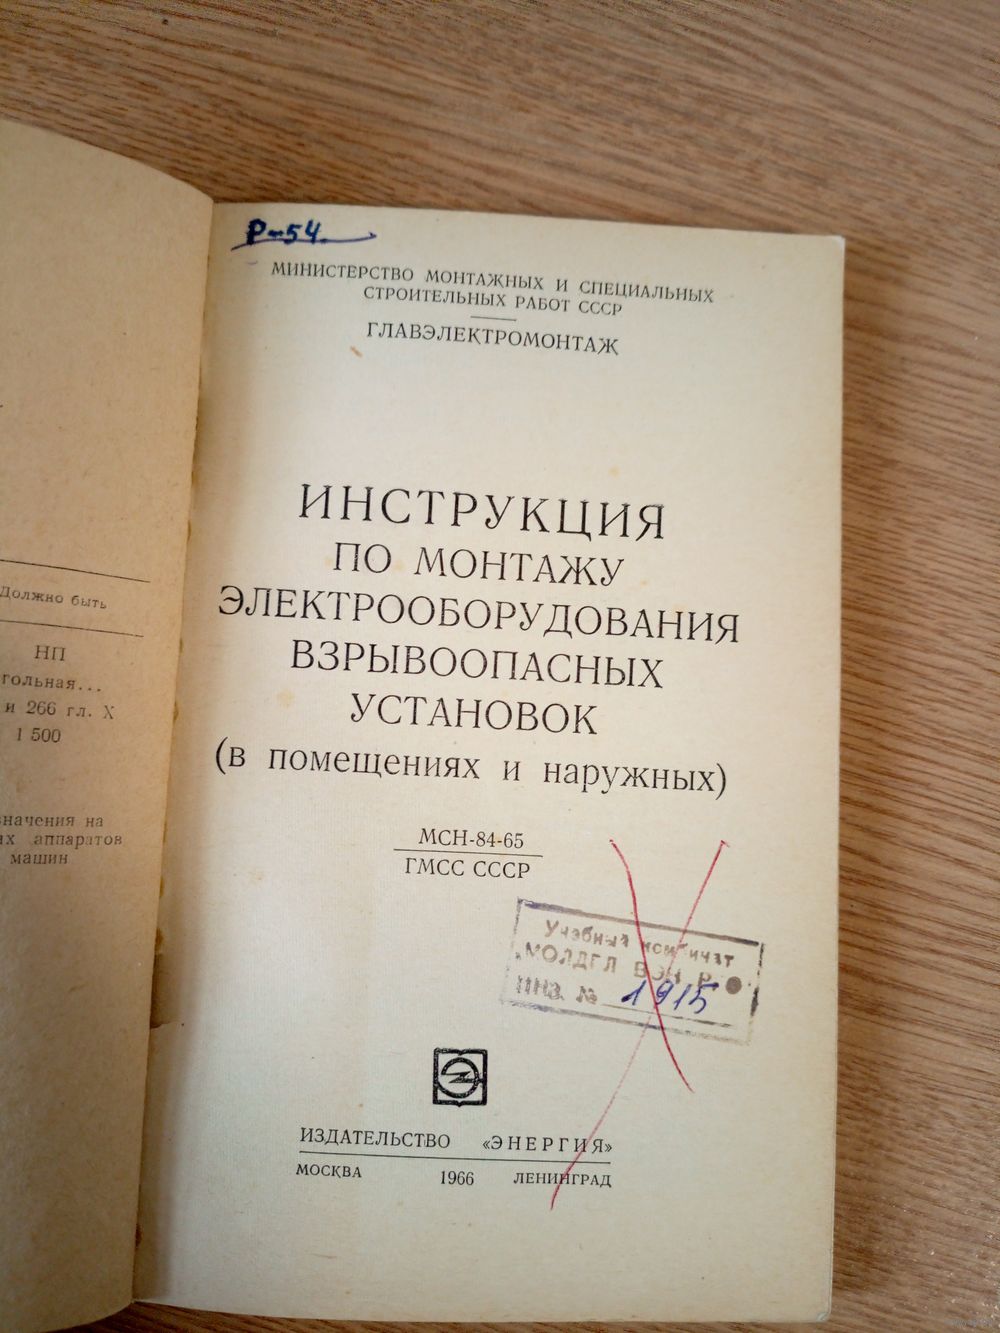 Должно быть
НП
гольная...
и 266 гл. X
1 500
значения на
аппаратов
машин
Р-54
МИНИСТЕРСТВО МОНТАЖНЫХ И СПЕЦИАЛЬНЫХ
СТРОИТЕЛЬНЫХ РАБОТ СССР
ГЛАВЭЛЕКТРОМОНТАЖ
ИНСТРУКЦИЯ
ПО МОНТАЖУ
ЭЛЕКТРООБОРУДОВАНИЯ
ВЗРЫВООПАСНЫХ
УСТАНОВОК
(в помещениях и наружных)
МСН-84-65
ГМСС СССР
Учебный комбинат
ИНВ. № 1915
ИЗДАТЕЛЬСТВО «ЭНЕРГИЯ»
МОСКВА 1966 ЛЕНИНГРАД